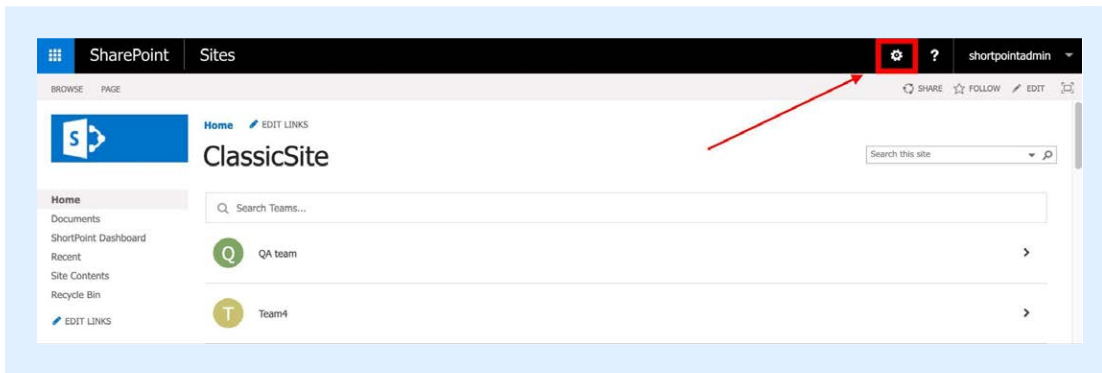 SharePoint Sites ? shortpointadmin
BROWSE PAGE SHARE FOLLOW EDIT
S
Home EDIT LINKS
ClassicSite
Search this site
Home
Documents
ShortPoint Dashboard
Recent
Site Contents
Recycle Bin
EDIT LINKS
Search Teams...
Q QA team
T Team4